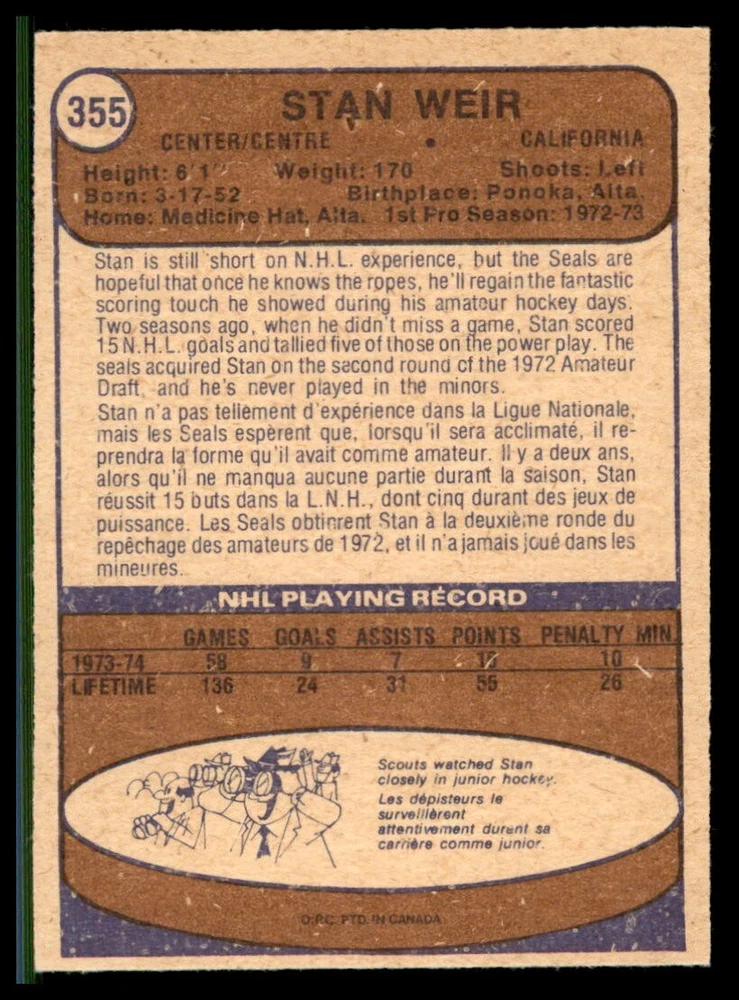 355
STAN WEIR
CENTER/CENTRE • CALIFORNIA
Height: 6'1" Weight: 170 Shoots: Left
Born: 3-17-52 Birthplace: Ponoka, Alta.
Home: Medicine Hat, Alta. 1st Pro Season: 1972-73
Stan is still short on N.H.L. experience, but the Seals are
hopeful that once he knows the ropes, he'll regain the fantastic
scoring touch he showed during his amateur hockey days.
Two seasons ago, when he didn't miss a game, Stan scored
15 N.H.L. goals and tallied five of those on the power play. The
seals acquired Stan on the second round of the 1972 Amateur
Draft, and he's never played in the minors.
Stan n'a pas tellement d'expérience dans la Ligue Nationale,
mais les Seals espèrent que, lorsqu'il sera acclimaté, il re-
prendra la forme qu'il avait comme amateur. Il y a deux ans,
alors qu'il ne manqua aucune partie durant la saison, Stan
réussit 15 buts dans la L.N.H., dont cinq durant des jeux de
puissance. Les Seals obtinrent Stan à la deuxième ronde du
repêchage des amateurs de 1972, et il n'a jamais joué dans les
mineures.
NHL PLAYING RECORD
GAMES GOALS ASSISTS POINTS PENALTY MIN.
1973-74 58 9 7 16 10
LIFETIME 136 24 31 55 26
Scouts watched Stan
closely in junior hockey.
Les dépisteurs le
surveillèrent
attentivement durant sa
carrière comme junior.
O.P.C. PTD. IN CANADA